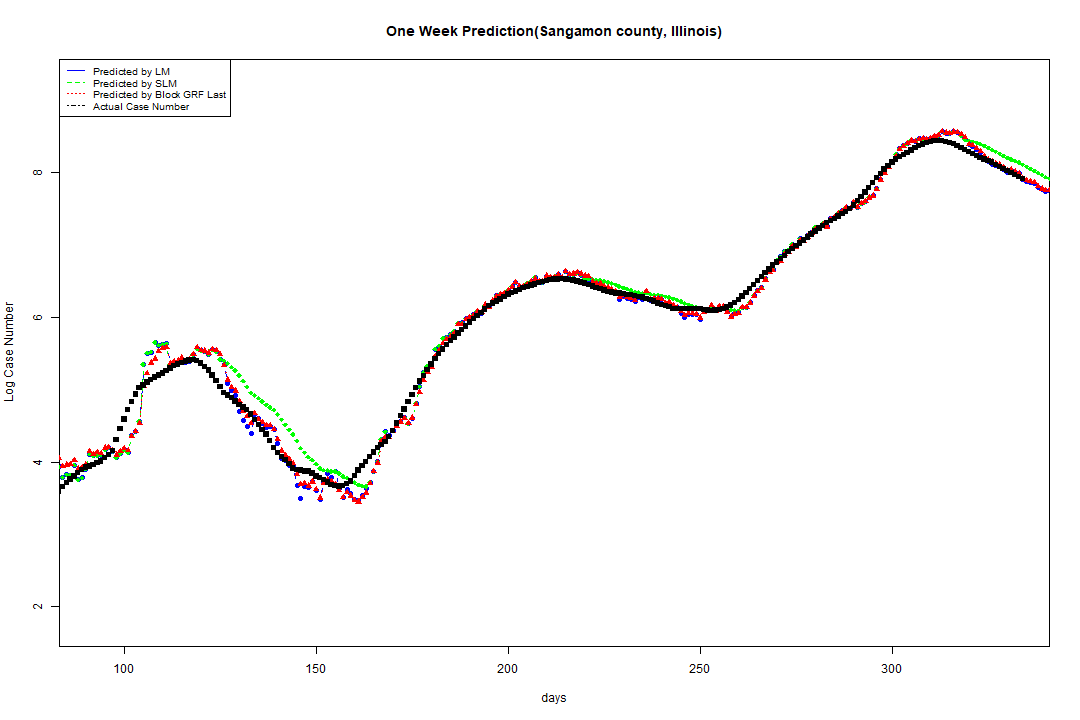 One Week Prediction(Sangamon county, Illinois)
Predicted by LM
Predicted by SLM
Predicted by Block GRF Last
Actual Case Number
Log Case Number
8
6
4
2
100 150 200 250 300
days